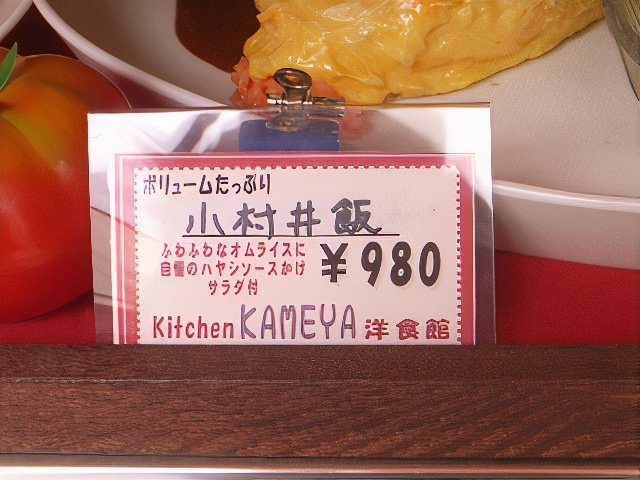 ボリュームたっぷり
小村井飯
ふわふわなオムライスに
自慢のハヤシソースかけ
サラダ付
¥980
Kitchen KAMEYA 洋食館